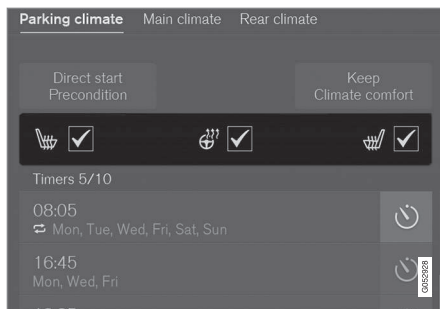 Parking climate Main climate Rear climate
Direct start
Precondition
Keep
Climate comfort
Timers 5/10
08:05
Mon, Tue, Wed, Fri, Sat, Sun
16:45
Mon, Wed, Fri
G052928